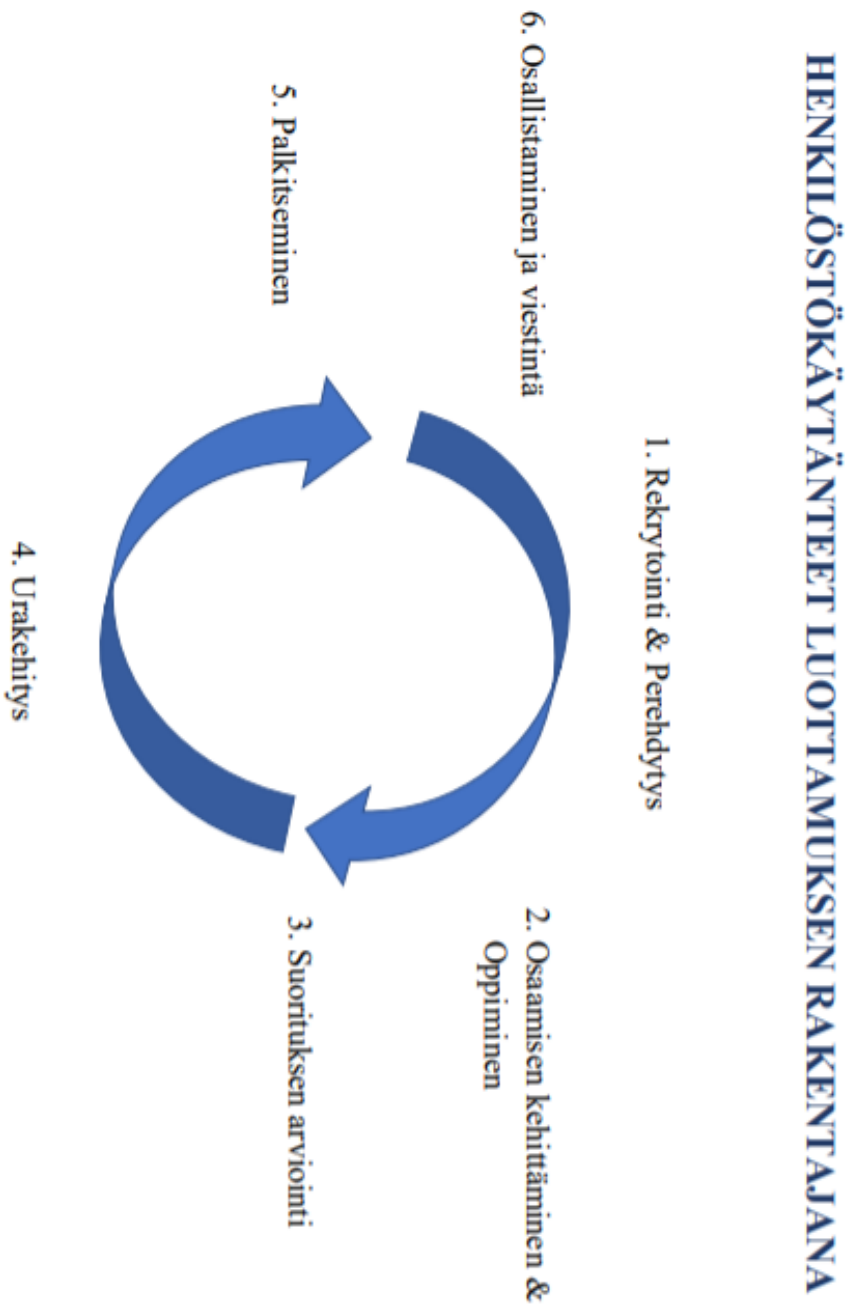 HENKILÖSTÖKÄYTÄNTEET LUOTTAMUKSEN RAKENTAJANA
1. Rekrytointi & Perehdytys
2. Osaamisen kehittäminen &
Oppiminen
3. Suorituksen arviointi
4. Urakehitys
5. Palkitseminen
6. Osallistaminen ja viestintä